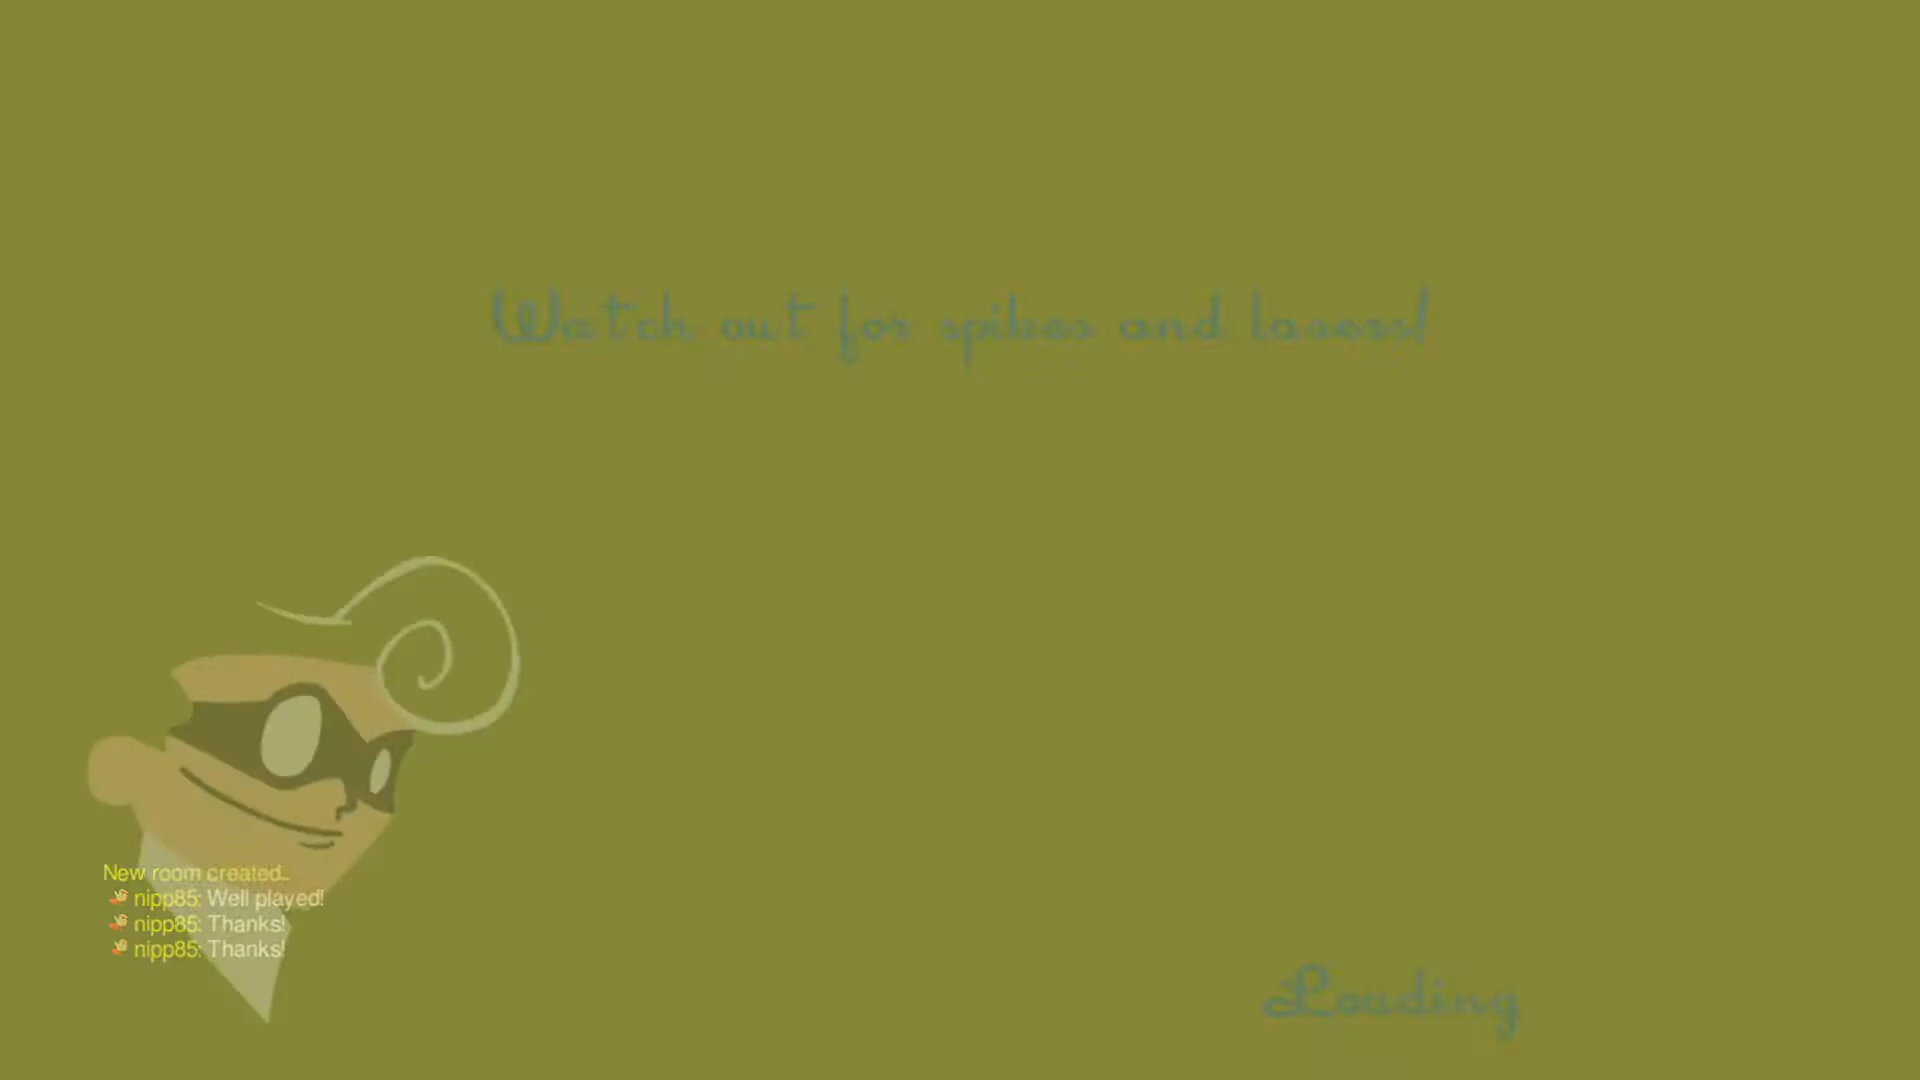 Watch out for spikes and lasers!
New room created...
nipp85: Well played!
nipp85: Thanks!
nipp85: Thanks!
Loading